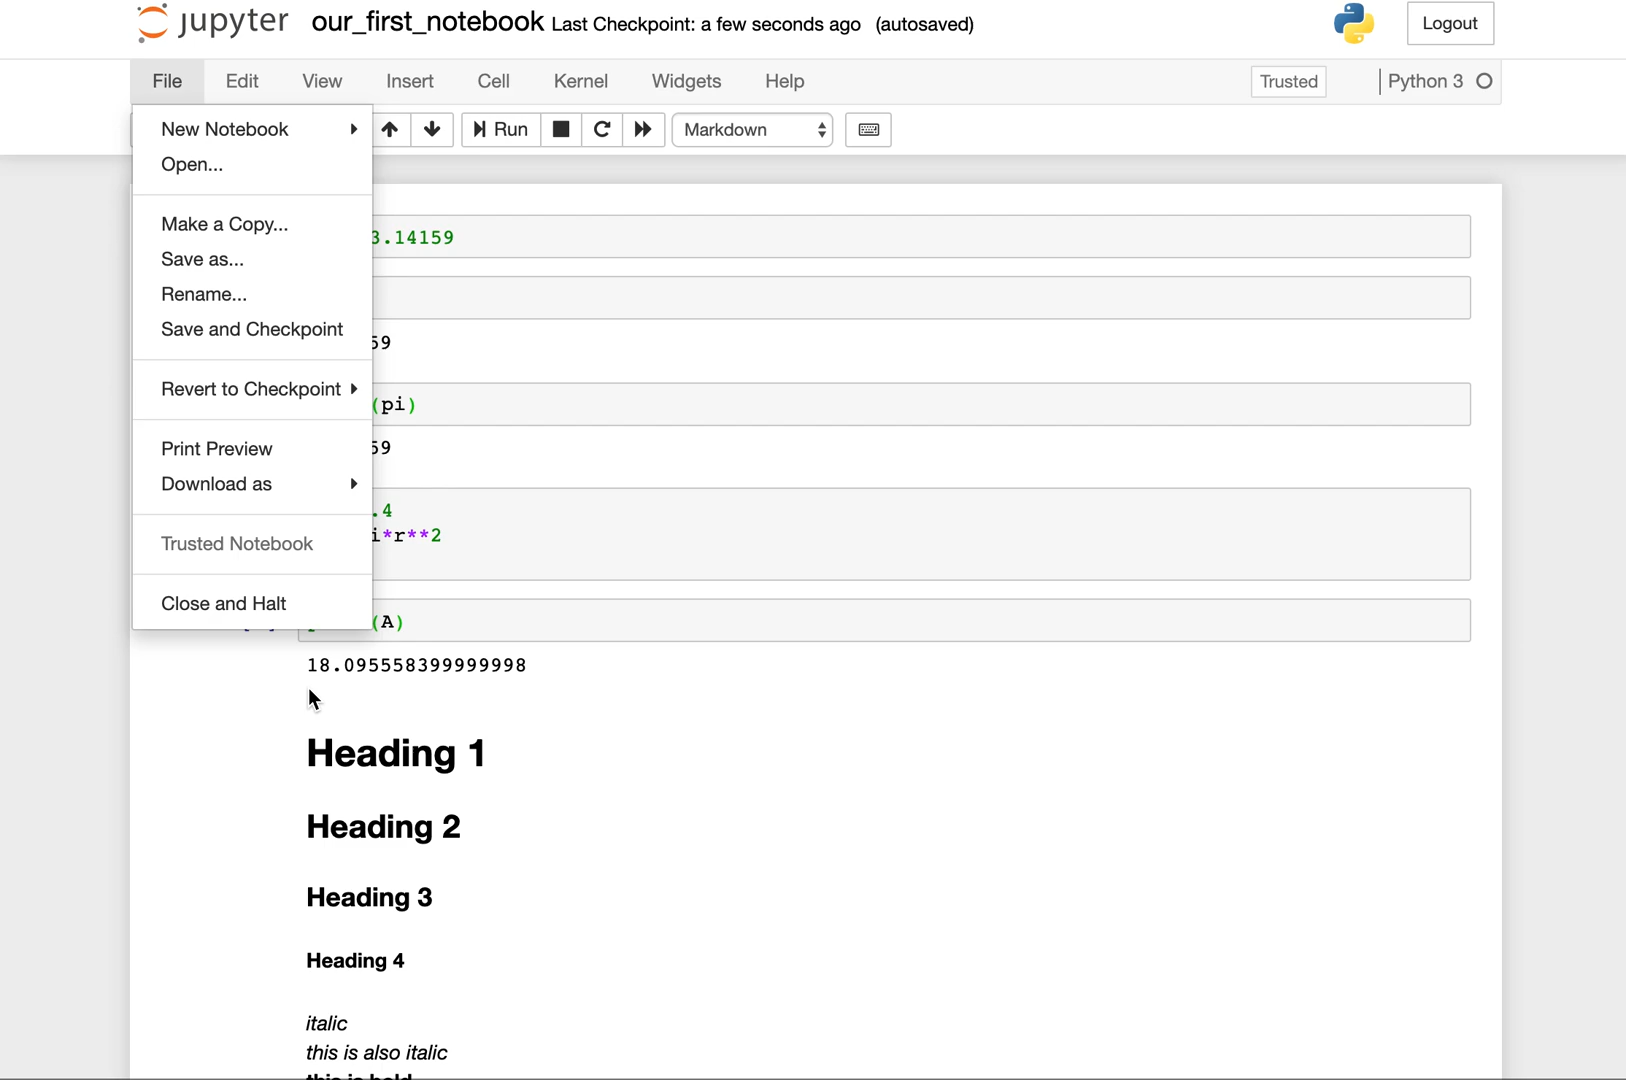 jupyter our_first_notebook Last Checkpoint: a few seconds ago (autosaved) Logout
File Edit View Insert Cell Kernel Widgets Help Trusted Python 3
New Notebook
Open...
Make a Copy...
Save as...
Rename...
Save and Checkpoint
Revert to Checkpoint
Print Preview
Download as
Trusted Notebook
Close and Halt
Run Markdown
3.14159
59
(pi)
59
.4
i*r**2
(A)
18.095558399999998
Heading 1
Heading 2
Heading 3
Heading 4
italic
this is also italic